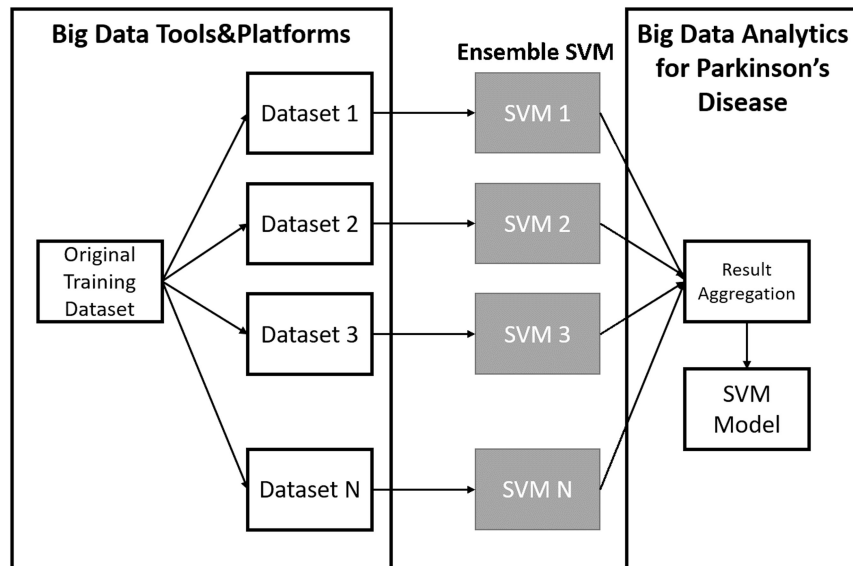 Big Data Tools&Platforms
Ensemble SVM
Big Data Analytics
for Parkinson's
Disease
Original
Training
Dataset
Dataset 1
Dataset 2
Dataset 3
Dataset N
SVM 1
SVM 2
SVM 3
SVM N
Result
Aggregation
SVM
Model